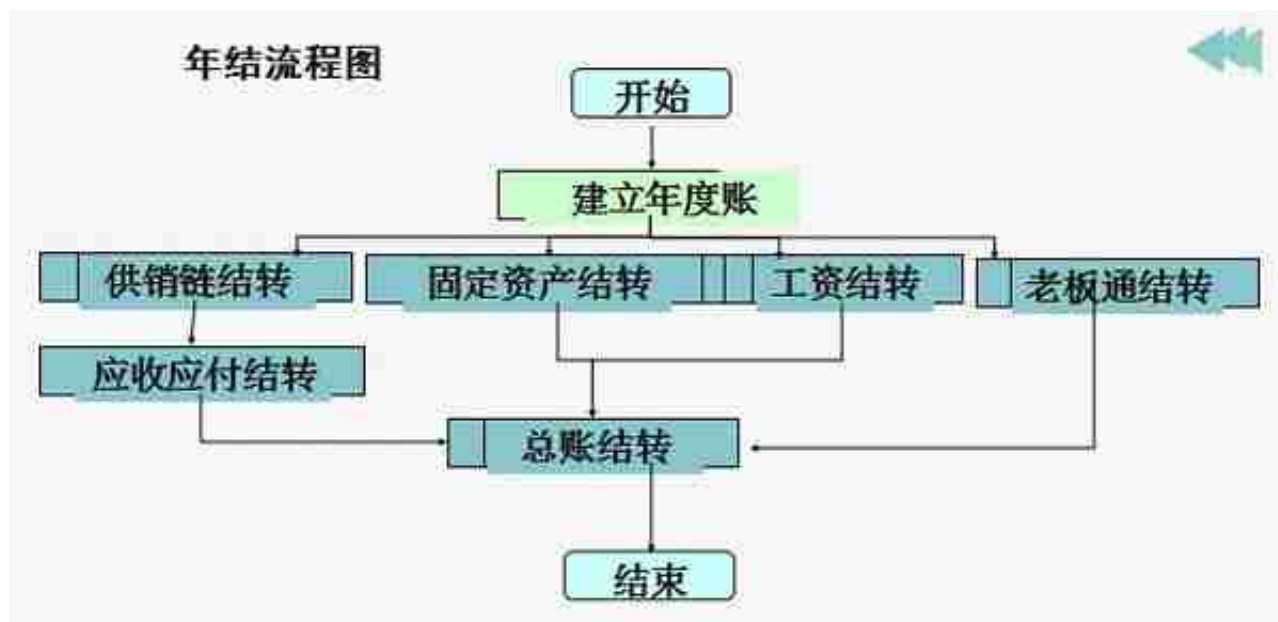 年结流程图
开始
建立年度账
供销链结转
固定资产结转
工资结转
老板通结转
应收应付结转
总账结转
结束